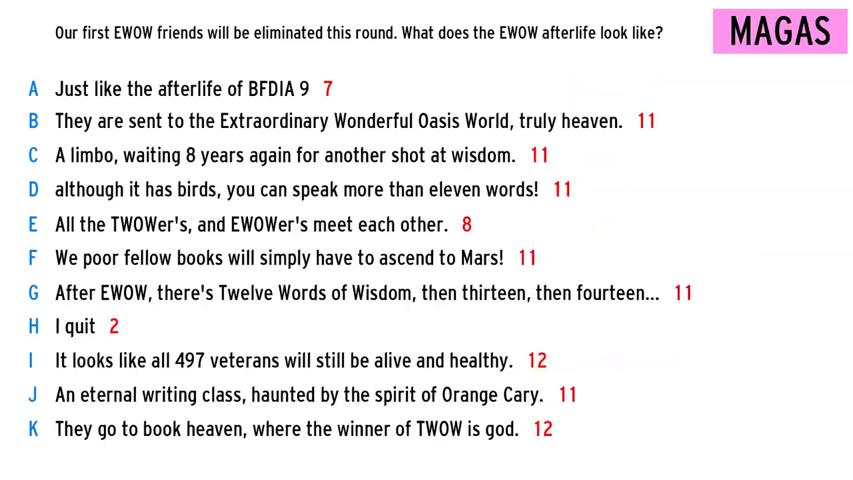 Our first EWOW friends will be eliminated this round. What does the EWOW afterlife look like?
MAGAS
A Just like the afterlife of BFDIA 9 7
B They are sent to the Extraordinary Wonderful Oasis World, truly heaven. 11
C A limbo, waiting 8 years again for another shot at wisdom. 11
D although it has birds, you can speak more than eleven words! 11
E All the TWOWer's, and EWOWer's meet each other. 8
F We poor fellow books will simply have to ascend to Mars! 11
G After EWOW, there's Twelve Words of Wisdom, then thirteen, then fourteen... 11
H I quit 2
I It looks like all 497 veterans will still be alive and healthy. 12
J An eternal writing class, haunted by the spirit of Orange Cary. 11
K They go to book heaven, where the winner of TWOW is god. 12